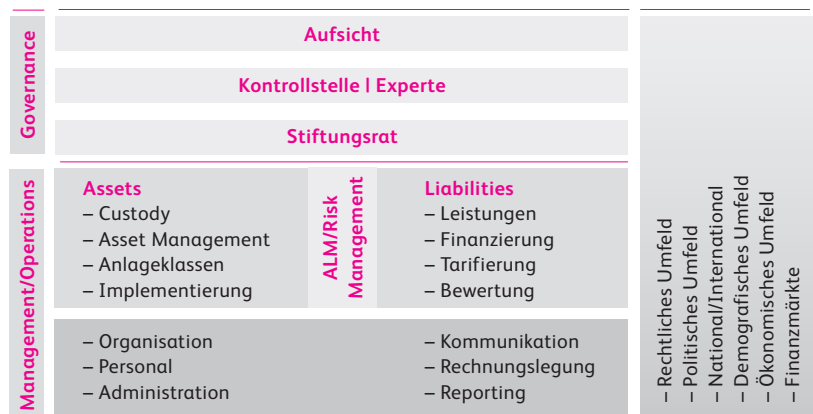 Governance
Aufsicht
Kontrollstelle l Experte
Stiftungsrat
Management/Operations
Assets
– Custody
– Asset Management
– Anlageklassen
– Implementierung
ALM/Risk
Management
Liabilities
– Leistungen
– Finanzierung
– Tarifierung
– Bewertung
– Organisation
– Personal
– Administration
– Kommunikation
– Rechnungslegung
– Reporting
– Rechtliches Umfeld
– Politisches Umfeld
– National/International
– Demografisches Umfeld
– Ökonomisches Umfeld
– Finanzmärkte